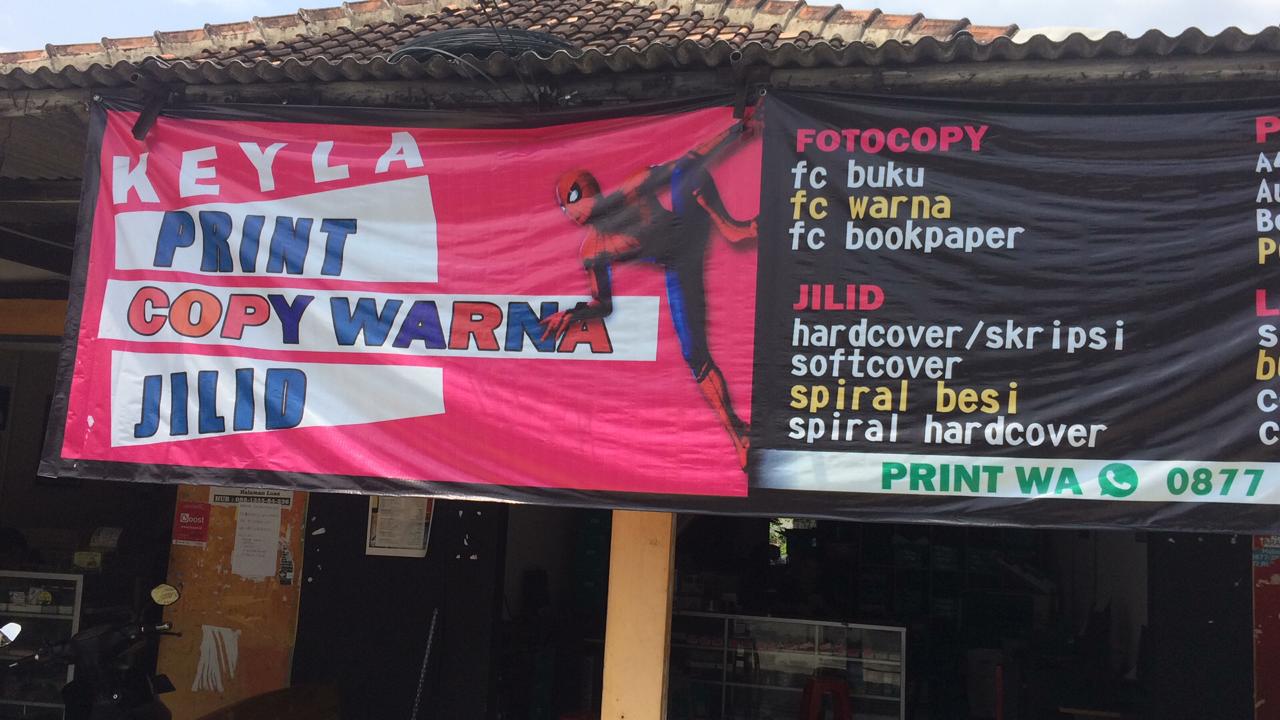 KEYLA
PRINT
COPY WARNA
JILID
FOTOCOPY
fc buku
fc warna
fc bookpaper
JILID
hardcover/skripsi
softcover
spiral besi
spiral hardcover
PRINT WA 0877